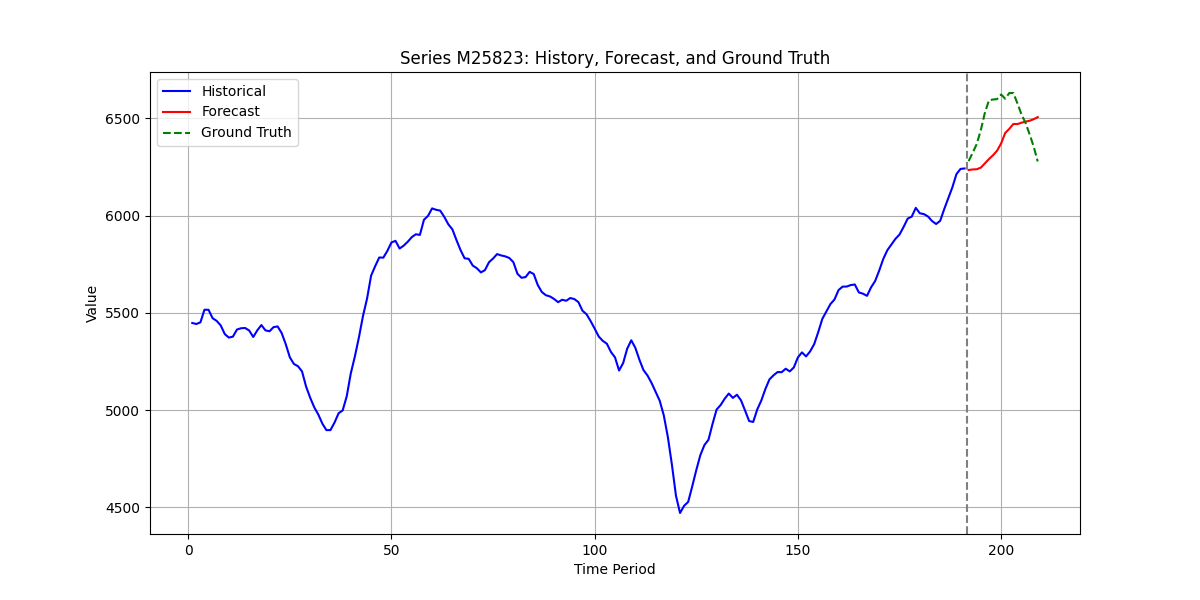 Series M25823: History, Forecast, and Ground Truth
Historical
Forecast
Ground Truth
6500
6000
5500
5000
4500
Value
0 50 100 150 200
Time Period